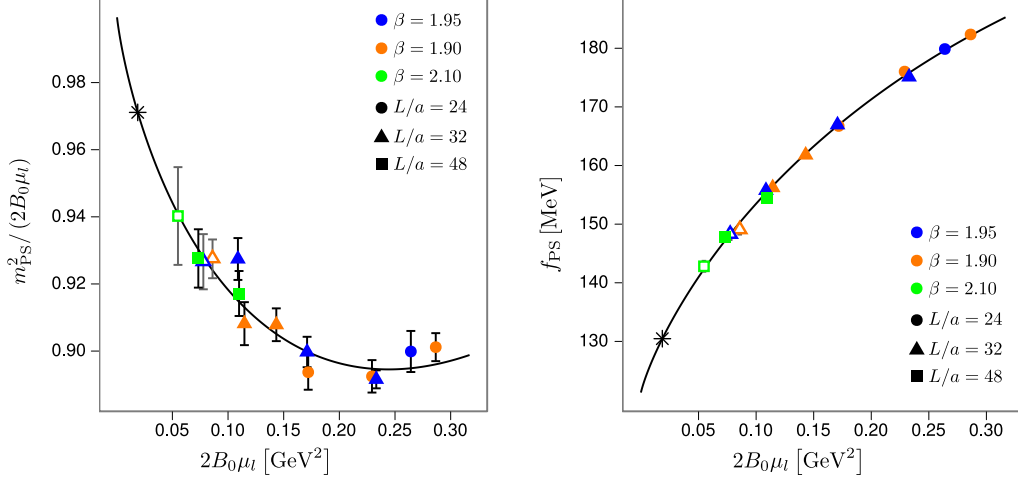 β = 1.95
β = 1.90
β = 2.10
L/a = 24
L/a = 32
L/a = 48
0.98
0.96
0.94
0.92
0.90
m²_PS / (2B₀μ_l)
0.05 0.10 0.15 0.20 0.25 0.30
2B₀μ_l [GeV²]
180
170
160
150
140
130
f_PS [MeV]
β = 1.95
β = 1.90
β = 2.10
L/a = 24
L/a = 32
L/a = 48
0.05 0.10 0.15 0.20 0.25 0.30
2B₀μ_l [GeV²]